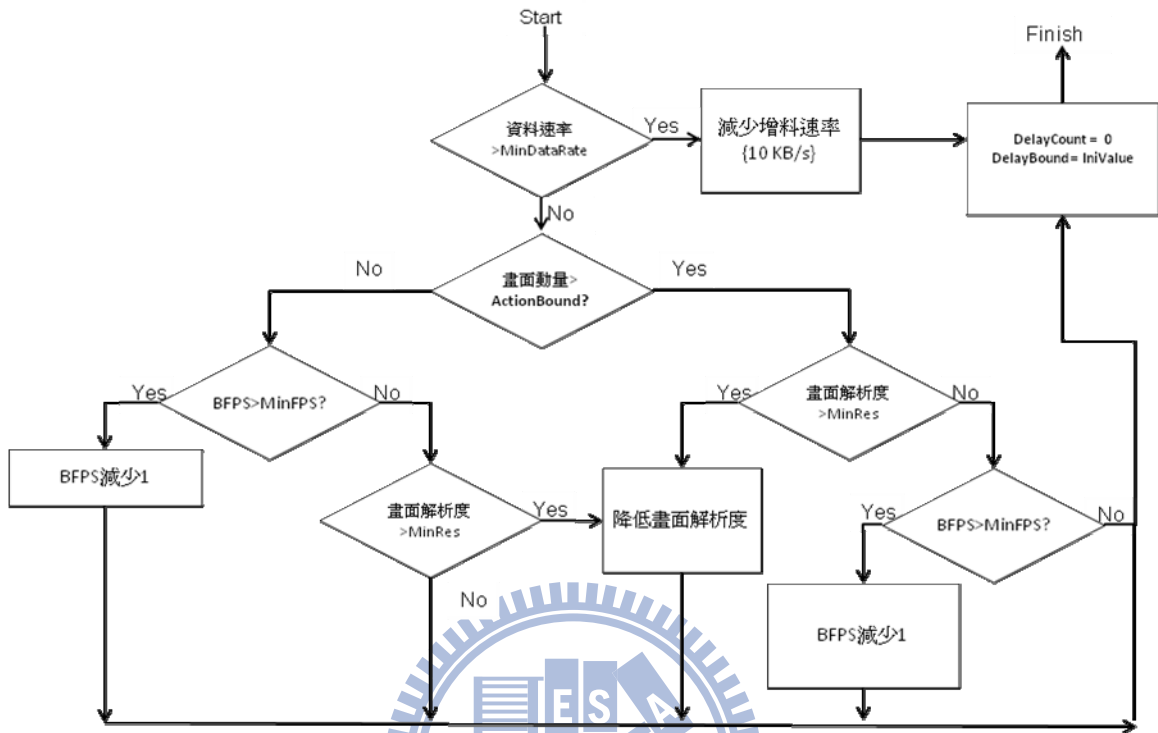 Start
Finish
資料速率
>MinDataRate
Yes
減少增料速率
{10 KB/s}
DelayCount = 0
DelayBound= IniValue
No
畫面動量>
ActionBound?
No
Yes
BFPS>MinFPS?
Yes
No
畫面解析度
>MinRes
Yes
No
BFPS減少1
畫面解析度
>MinRes
Yes
No
降低畫面解析度
BFPS>MinFPS?
Yes
No
BFPS減少1
E S A